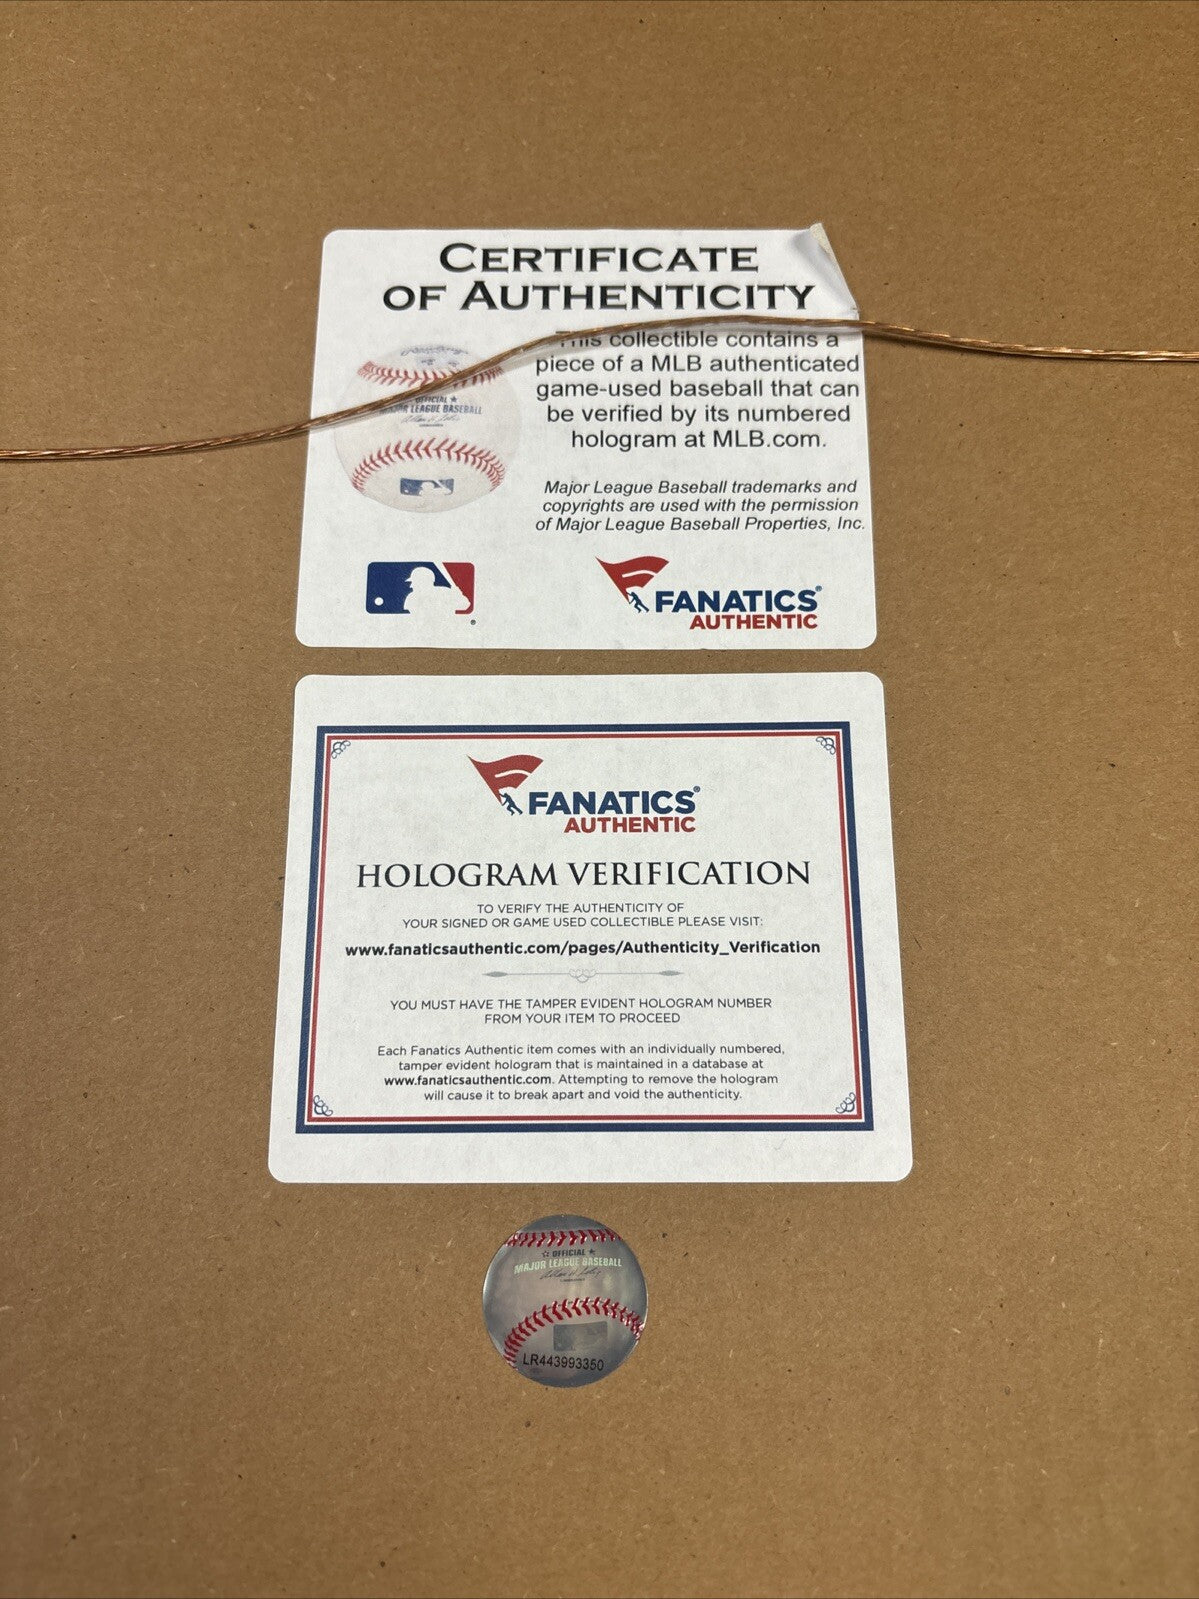 CERTIFICATE
OF AUTHENTICITY
This collectible contains a
piece of a MLB authenticated
game-used baseball that can
be verified by its numbered
hologram at MLB.com.
OFFICIAL ★
MAJOR LEAGUE BASEBALL
Major League Baseball trademarks and
copyrights are used with the permission
of Major League Baseball Properties, Inc.
FANATICS®
AUTHENTIC
FANATICS®
AUTHENTIC
HOLOGRAM VERIFICATION
TO VERIFY THE AUTHENTICITY OF
YOUR SIGNED OR GAME USED COLLECTIBLE PLEASE VISIT:
www.fanaticsauthentic.com/pages/Authenticity_Verification
YOU MUST HAVE THE TAMPER EVIDENT HOLOGRAM NUMBER
FROM YOUR ITEM TO PROCEED
Each Fanatics Authentic item comes with an individually numbered,
tamper evident hologram that is maintained in a database at
www.fanaticsauthentic.com. Attempting to remove the hologram
will cause it to break apart and void the authenticity.
☆ OFFICIAL ★
MAJOR LEAGUE BASEBALL
LR443993350